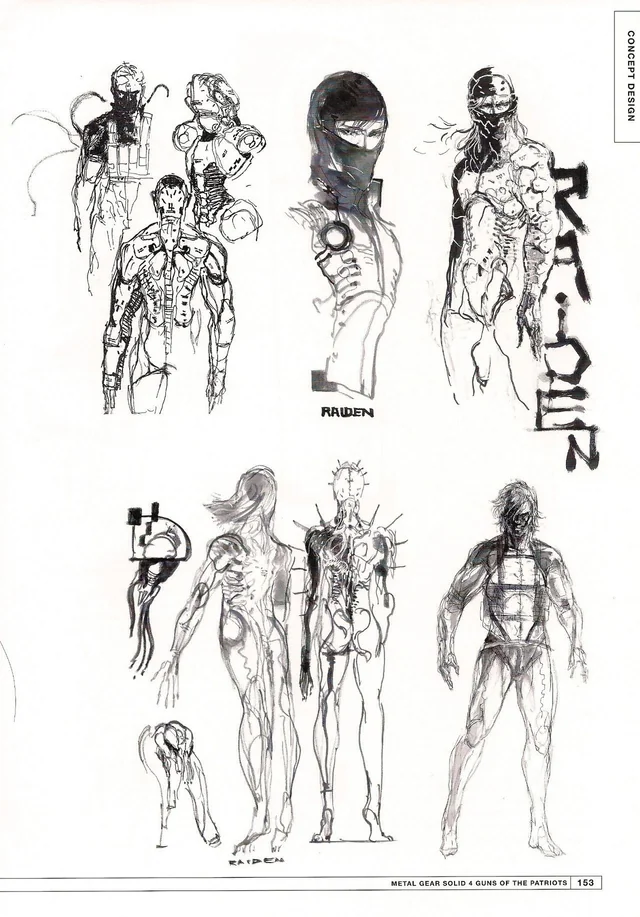 CONCEPT DESIGN
RAIDEN
RAiDEN
RAIDEN
METAL GEAR SOLID 4 GUNS OF THE PATRIOTS 153